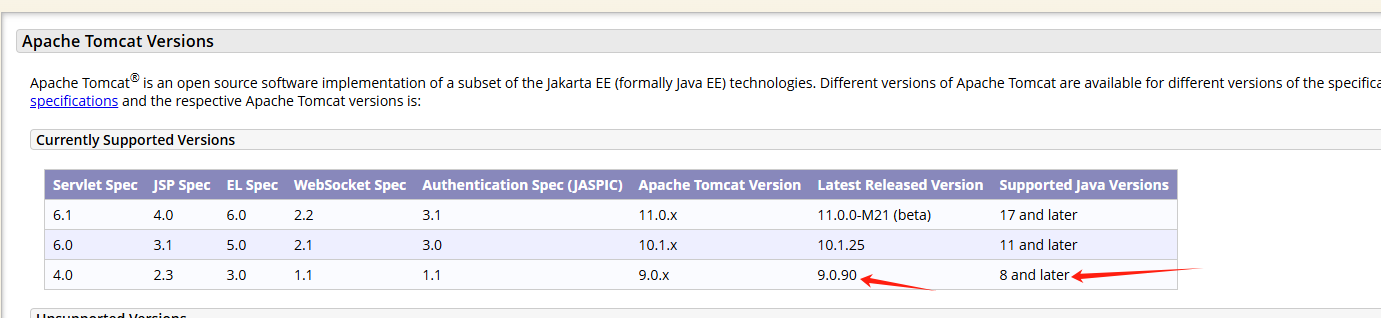 Apache Tomcat Versions
Apache Tomcat® is an open source software implementation of a subset of the Jakarta EE (formally Java EE) technologies. Different versions of Apache Tomcat are available for different versions of the
specifications and the respective Apache Tomcat versions is:
Currently Supported Versions
Servlet Spec JSP Spec EL Spec WebSocket Spec Authentication Spec (JASPIC) Apache Tomcat Version Latest Released Version Supported Java Versions
6.1 4.0 6.0 2.2 3.1 11.0.x 11.0.0-M21 (beta) 17 and later
6.0 3.1 5.0 2.1 3.0 10.1.x 10.1.25 11 and later
4.0 2.3 3.0 1.1 1.1 9.0.x 9.0.90 8 and later
Unsupported Versions